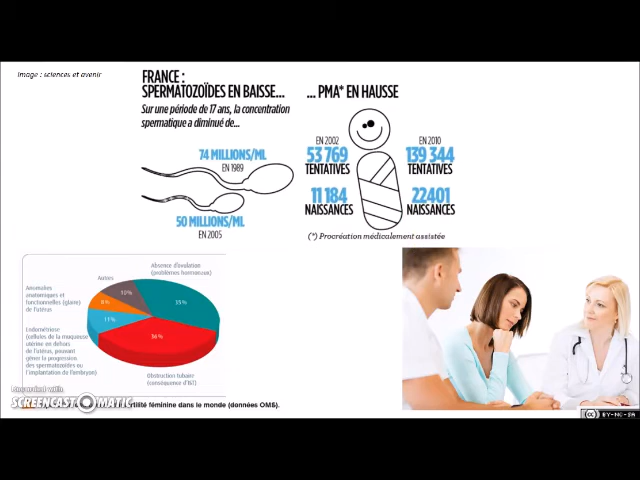 Image : sciences et avenir
FRANCE :
SPERMATOZOÏDES EN BAISSE...
Sur une période de 17 ans, la concentration
spermatique a diminué de...
74 MILLIONS/ML
EN 1989
50 MILLIONS/ML
EN 2005
... PMA* EN HAUSSE
EN 2002
53 769
TENTATIVES
11 184
NAISSANCES
EN 2010
139 344
TENTATIVES
22401
NAISSANCES
(*) Procréation médicalement assistée
Absence d'ovulation
(problèmes hormonaux)
Autres
Anomalies
anatomiques et
fonctionnelles (glaire)
de l'utérus
Endométriose
(cellules de la muqueuse
utérine en dehors
de l'utérus, pouvant
gêner la progression
des spermatozoïdes ou
l'implantation de l'embryon)
Obstruction tubaire
(conséquence d'IST)
10%
8%
11%
35%
36%
Recorded with
SCREENCAST-O-MATIC
fertilité féminine dans le monde (données OMS).
cc BY-NC-SA